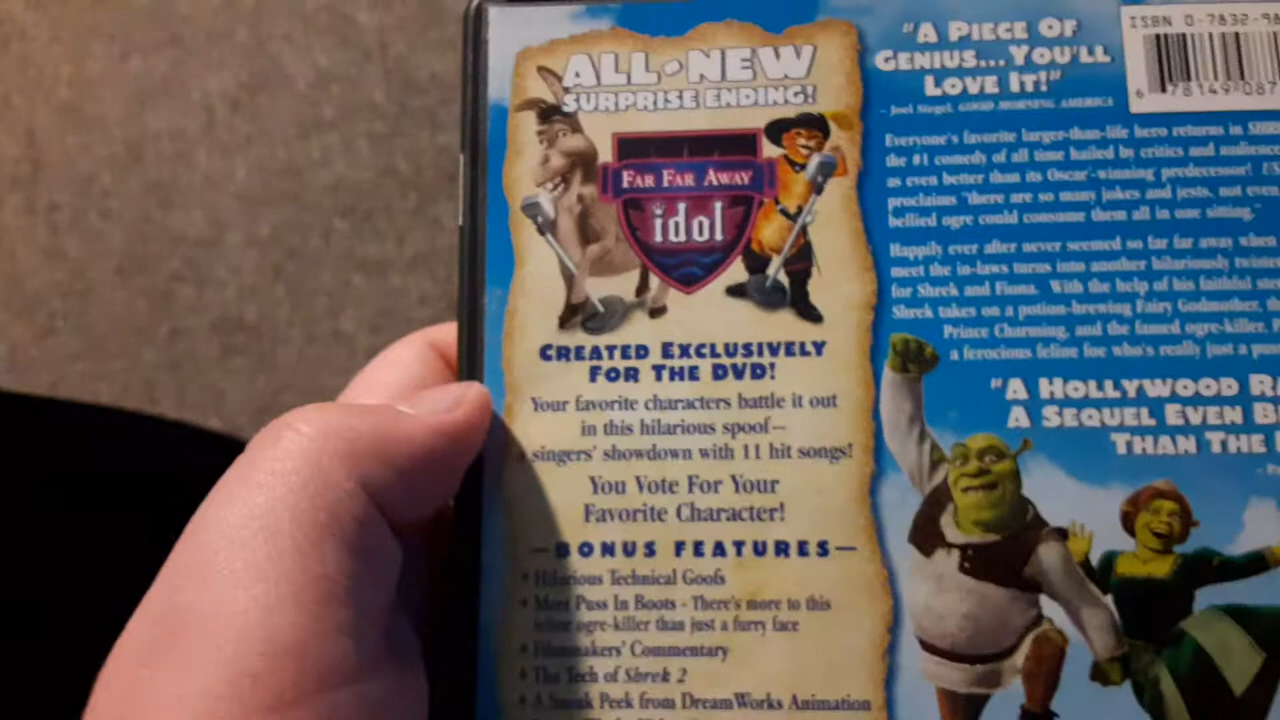 ALL-NEW
SURPRISE ENDING!
FAR FAR AWAY
idol
CREATED EXCLUSIVELY
FOR THE DVD!
Your favorite characters battle it out
in this hilarious spoof–
singers' showdown with 11 hit songs!
You Vote For Your
Favorite Character!
BONUS FEATURES
• Hilarious Technical Goofs
• Meet Puss In Boots - There's more to this
feline ogre-killer than just a furry face
• Filmmakers' Commentary
• The Tech of Shrek 2
• A Sneak Peek from DreamWorks Animation
"A PIECE OF
GENIUS...YOU'LL
LOVE IT!"
- Joel Siegel, GOOD MORNING AMERICA
ISBN 0-7832-9
6 78149 087
Everyone's favorite larger-than-life hero returns in
the #1 comedy of all time hailed by critics and
as even better than its Oscar®-winning predecessor!
proclaims "there are so many jokes and jests, not even
bellied ogre could consume them all in one sitting."
Happily ever after never seemed so far far away when
meet the in-laws turns into another hilariously
for Shrek and Fiona. With the help of his faithful
Shrek takes on a potion-brewing Fairy Godmother,
Prince Charming, and the famed ogre-killer,
a ferocious feline foe who's really just a
"A HOLLYWOOD
A SEQUEL EVEN
THAN THE